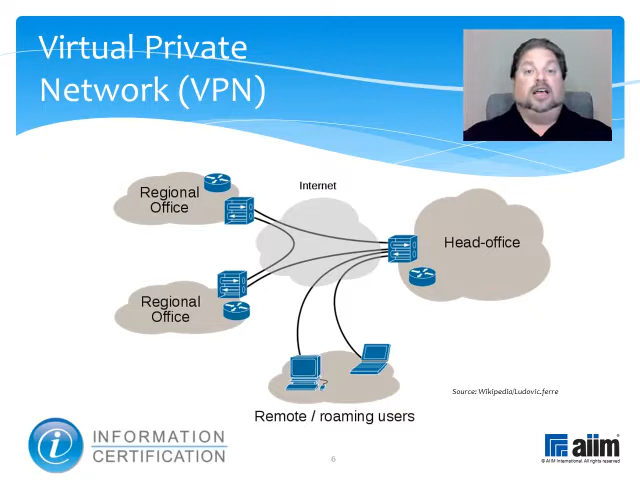 Virtual Private
Network (VPN)
Regional
Office
Internet
Head-office
Regional
Office
Source: Wikipedia/Ludovic.ferre
Remote / roaming users
i
INFORMATION
CERTIFICATION
6
aiim
© AIIM International. All rights reserved